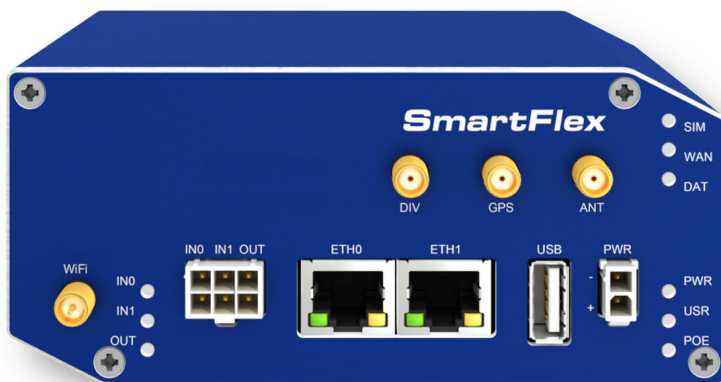 SmartFlex
SIM
WAN
DAT
DIV GPS ANT
IN0 IN1 OUT ETH0 ETH1 USB PWR
WiFi
IN0
IN1
OUT
-
+
PWR
USR
POE